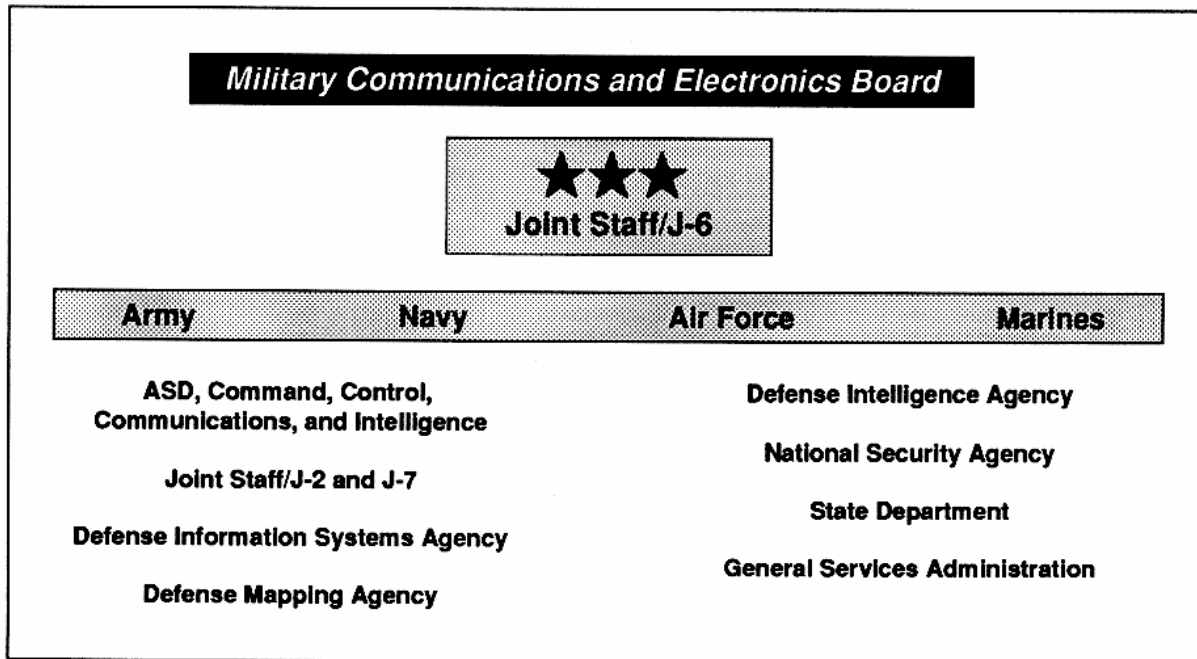 Military Communications and Electronics Board
Joint Staff/J-6
Army Navy Air Force Marines
ASD, Command, Control,
Communications, and Intelligence
Joint Staff/J-2 and J-7
Defense Information Systems Agency
Defense Mapping Agency
Defense Intelligence Agency
National Security Agency
State Department
General Services Administration